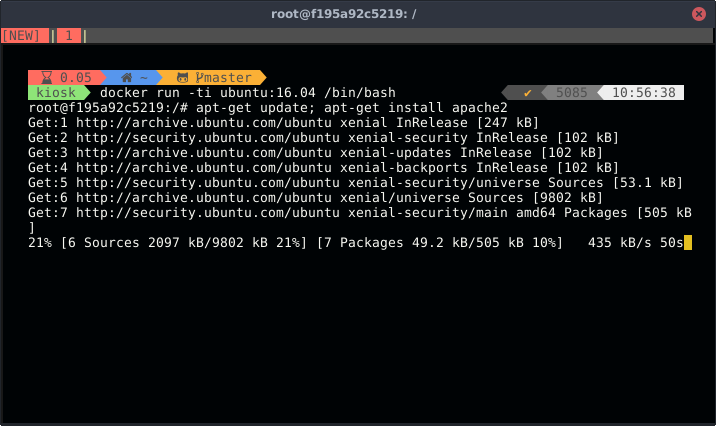 root@f195a92c5219: /
[NEW] | 1 |
0.05 ~ master
kiosk docker run -ti ubuntu:16.04 /bin/bash ✔ 5085 10:56:38
root@f195a92c5219:/# apt-get update; apt-get install apache2
Get:1 http://archive.ubuntu.com/ubuntu xenial InRelease [247 kB]
Get:2 http://security.ubuntu.com/ubuntu xenial-security InRelease [102 kB]
Get:3 http://archive.ubuntu.com/ubuntu xenial-updates InRelease [102 kB]
Get:4 http://archive.ubuntu.com/ubuntu xenial-backports InRelease [102 kB]
Get:5 http://security.ubuntu.com/ubuntu xenial-security/universe Sources [53.1 kB]
Get:6 http://archive.ubuntu.com/ubuntu xenial/universe Sources [9802 kB]
Get:7 http://security.ubuntu.com/ubuntu xenial-security/main amd64 Packages [505 kB
]
21% [6 Sources 2097 kB/9802 kB 21%] [7 Packages 49.2 kB/505 kB 10%] 435 kB/s 50s